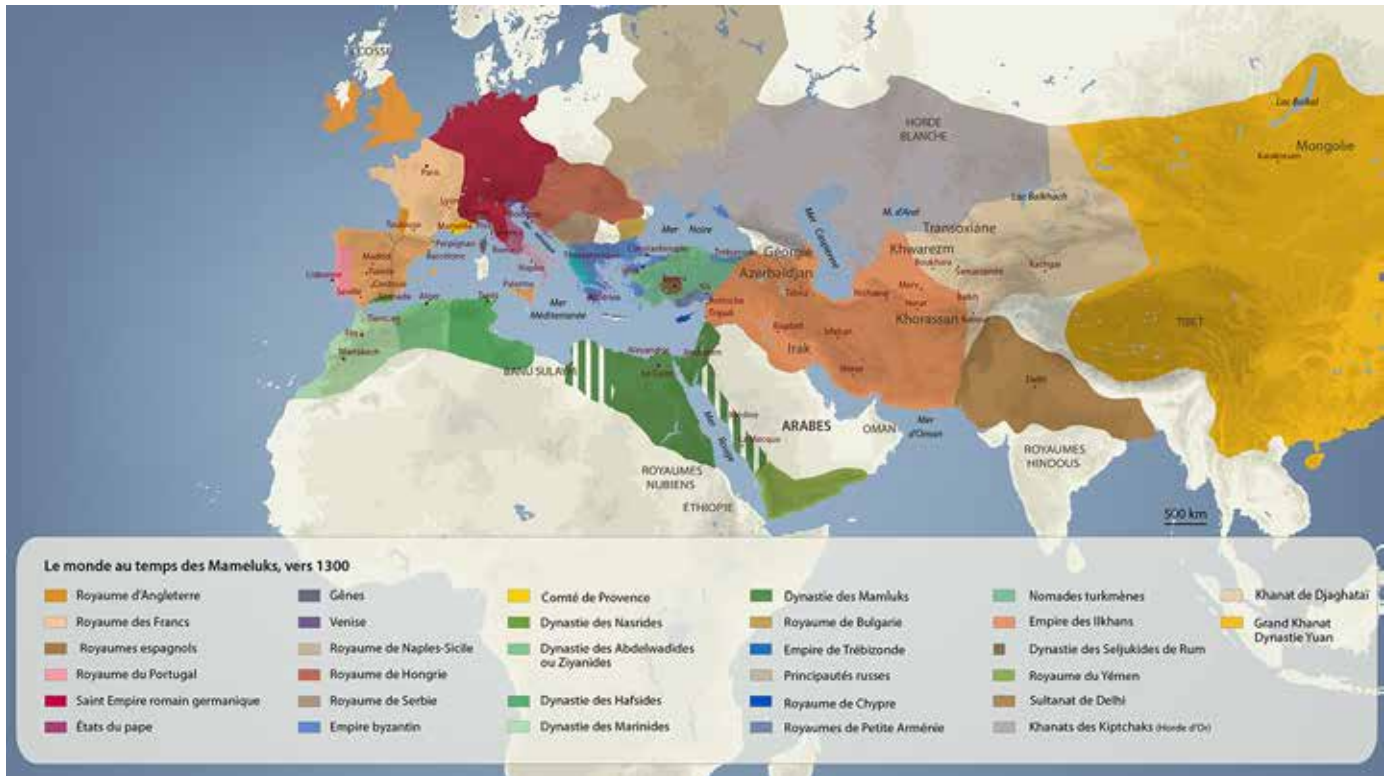 HORDE
BLANCHE
Lac Baïkal
Mongolie
Karakorum
Paris
Lyon
Lac Balkhach
M. d'Aral
Transoxiane
Mer Caspienne
Mer Noire
Toulouse
Marseille
Perpignan
Barcelone
Constantinople
Géorgie
Khwarezm
Boukhara
Samarcande
Kachgar
Madrid
Naples
Azerbaïdjan
Tabriz
Lisbonne
Cordoue
Séville
Grenade
Alger
Tunis
Palerme
Mer
Méditerranée
Antioche
Tripoli
Merv
Herat
Balkh
Khorassan
TIBET
Tlemcen
Fès
Marrakech
Irak
Alexandrie
Le Caire
BANU SULAYM
Delhi
Médine
La Mecque
Mer Rouge
ARABES
OMAN
Mer
d'Oman
ROYAUMES
NUBIENS
ROYAUMES
HINDOUS
ÉTHIOPIE
500 km
Le monde au temps des Mameluks, vers 1300
Royaume d'Angleterre
Royaume des Francs
Royaumes espagnols
Royaume du Portugal
Saint Empire romain germanique
États du pape
Gênes
Venise
Royaume de Naples-Sicile
Royaume de Hongrie
Royaume de Serbie
Empire byzantin
Comté de Provence
Dynastie des Nasrides
Dynastie des Abdelwadides
ou Ziyanides
Dynastie des Hafsides
Dynastie des Marinides
Dynastie des Mamluks
Royaume de Bulgarie
Empire de Trébizonde
Principautés russes
Royaume de Chypre
Royaumes de Petite Arménie
Nomades turkmènes
Empire des Ilkhans
Dynastie des Seljukides de Rum
Royaume du Yémen
Sultanat de Delhi
Khanats des Kiptchaks (Horde d'Or)
Khanat de Djaghataï
Grand Khanat
Dynastie Yuan